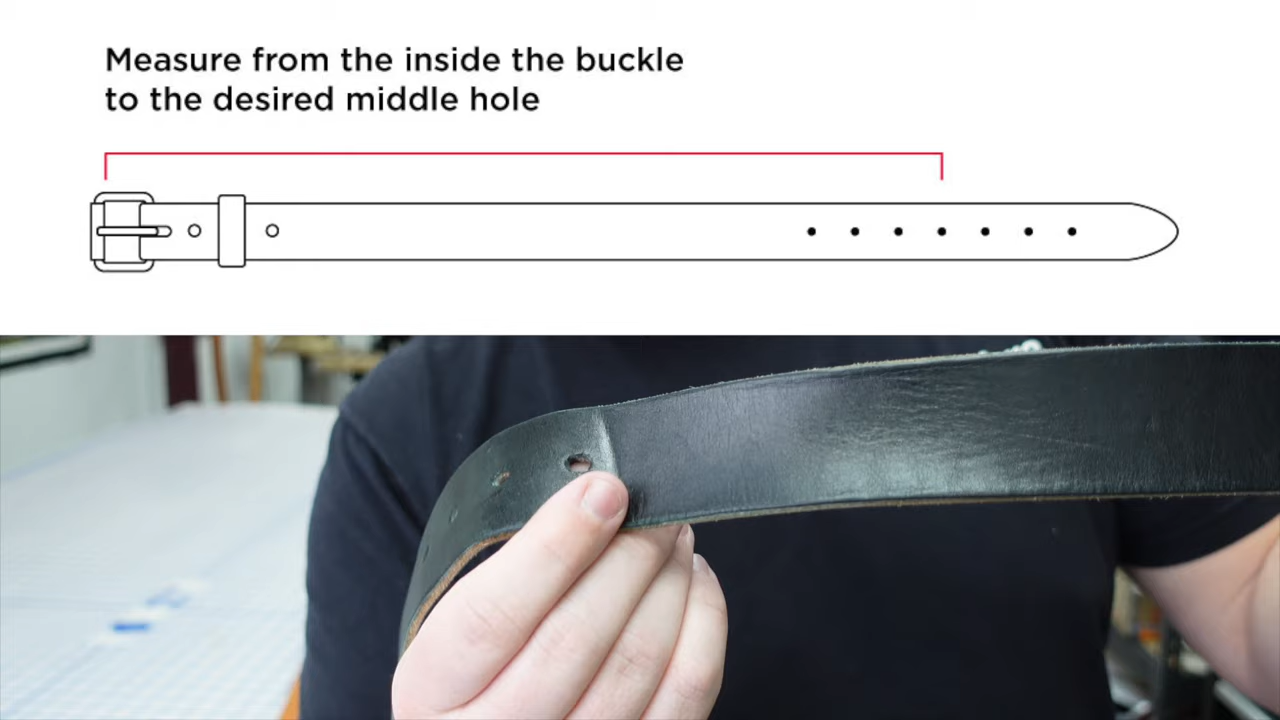 Measure from the inside the buckle
to the desired middle hole